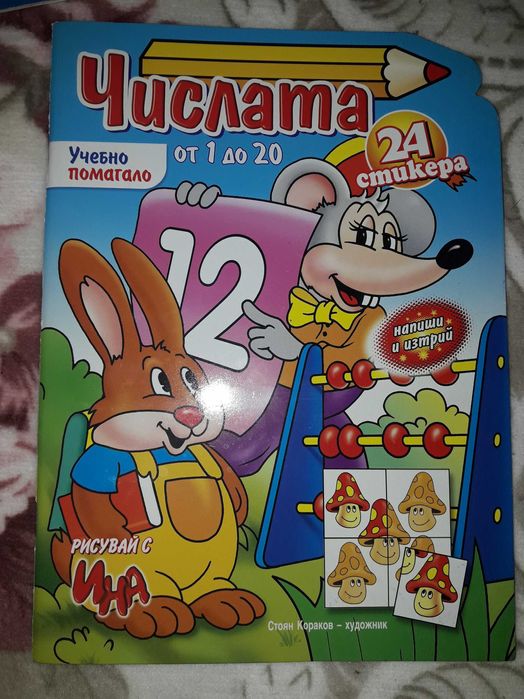 Числата
от 1 до 20
Учебно
помагало
24
стикера
12
напиши
и изтрий
РИСУВАЙ С
ИНА
Стоян Кораков – художник